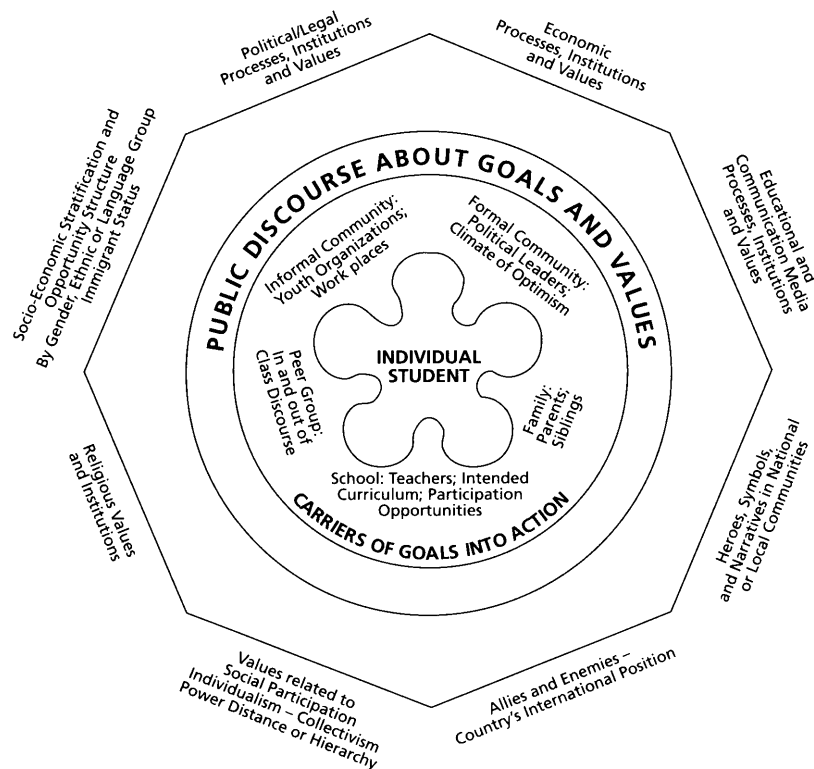 Political/Legal
Processes, Institutions
and Values
Economic
Processes, Institutions
and Values
Socio-Economic Stratification and
Opportunity Structure
By Gender, Ethnic or Language Group
Immigrant Status
Educational and
Communication Media
Processes, Institutions
and Values
PUBLIC DISCOURSE ABOUT GOALS AND VALUES
Informal Community:
Youth Organizations;
Work places
Formal Community:
Political Leaders;
Climate of Optimism
INDIVIDUAL
STUDENT
Peer Group:
In and out of
Class Discourse
Family:
Parents;
Siblings
School: Teachers; Intended
Curriculum; Participation
Opportunities
CARRIERS OF GOALS INTO ACTION
Religious Values
and Institutions
Heroes, Symbols,
and Narratives in National
or Local Communities
Values related to
Social Participation
Individualism – Collectivism
Power Distance or Hierarchy
Allies and Enemies –
Country's International Position